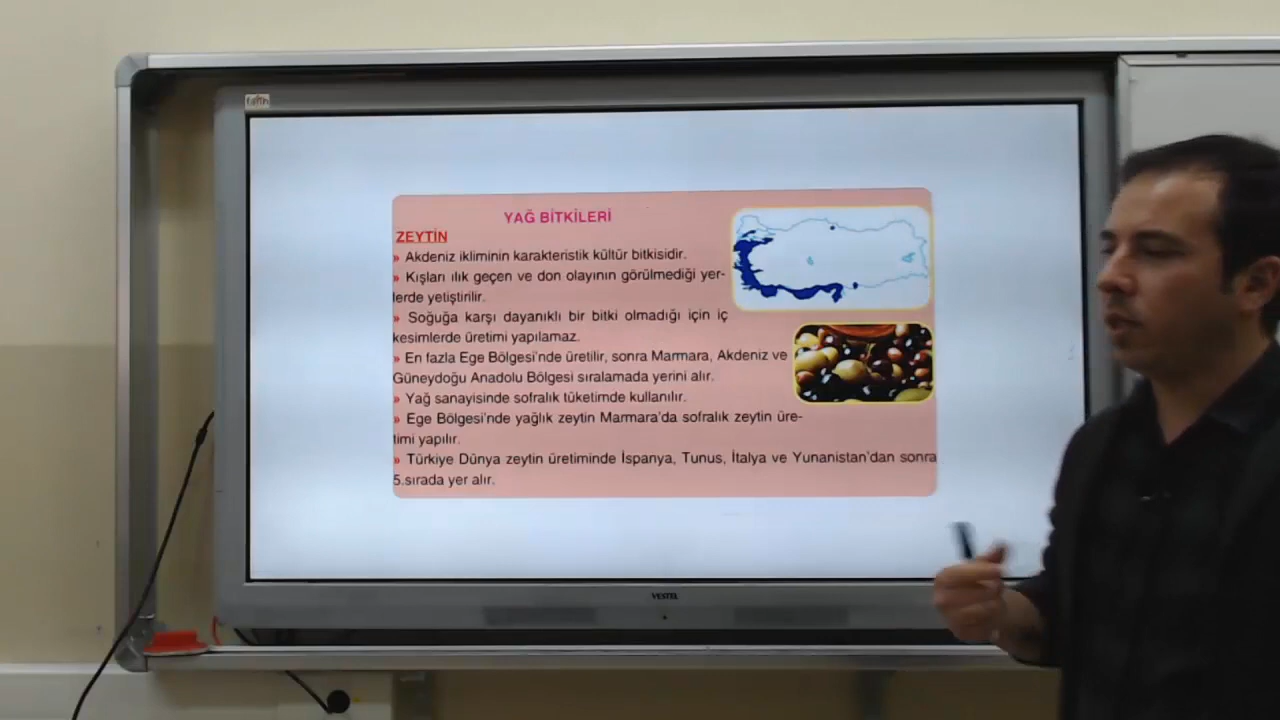 Fatih
YAĞ BİTKİLERİ
ZEYTİN
» Akdeniz ikliminin karakteristik kültür bitkisidir.
» Kışları ılık geçen ve don olayının görülmediği yer-
lerde yetiştirilir.
» Soğuğa karşı dayanıklı bir bitki olmadığı için iç
kesimlerde üretimi yapılamaz.
» En fazla Ege Bölgesi'nde üretilir, sonra Marmara, Akdeniz ve
Güneydoğu Anadolu Bölgesi sıralamada yerini alır.
» Yağ sanayisinde sofralık tüketimde kullanılır.
» Ege Bölgesi'nde yağlık zeytin Marmara'da sofralık zeytin üre-
timi yapılır.
» Türkiye Dünya zeytin üretiminde İspanya, Tunus, İtalya ve Yunanistan'dan sonra
5.sırada yer alır.
VESTEL